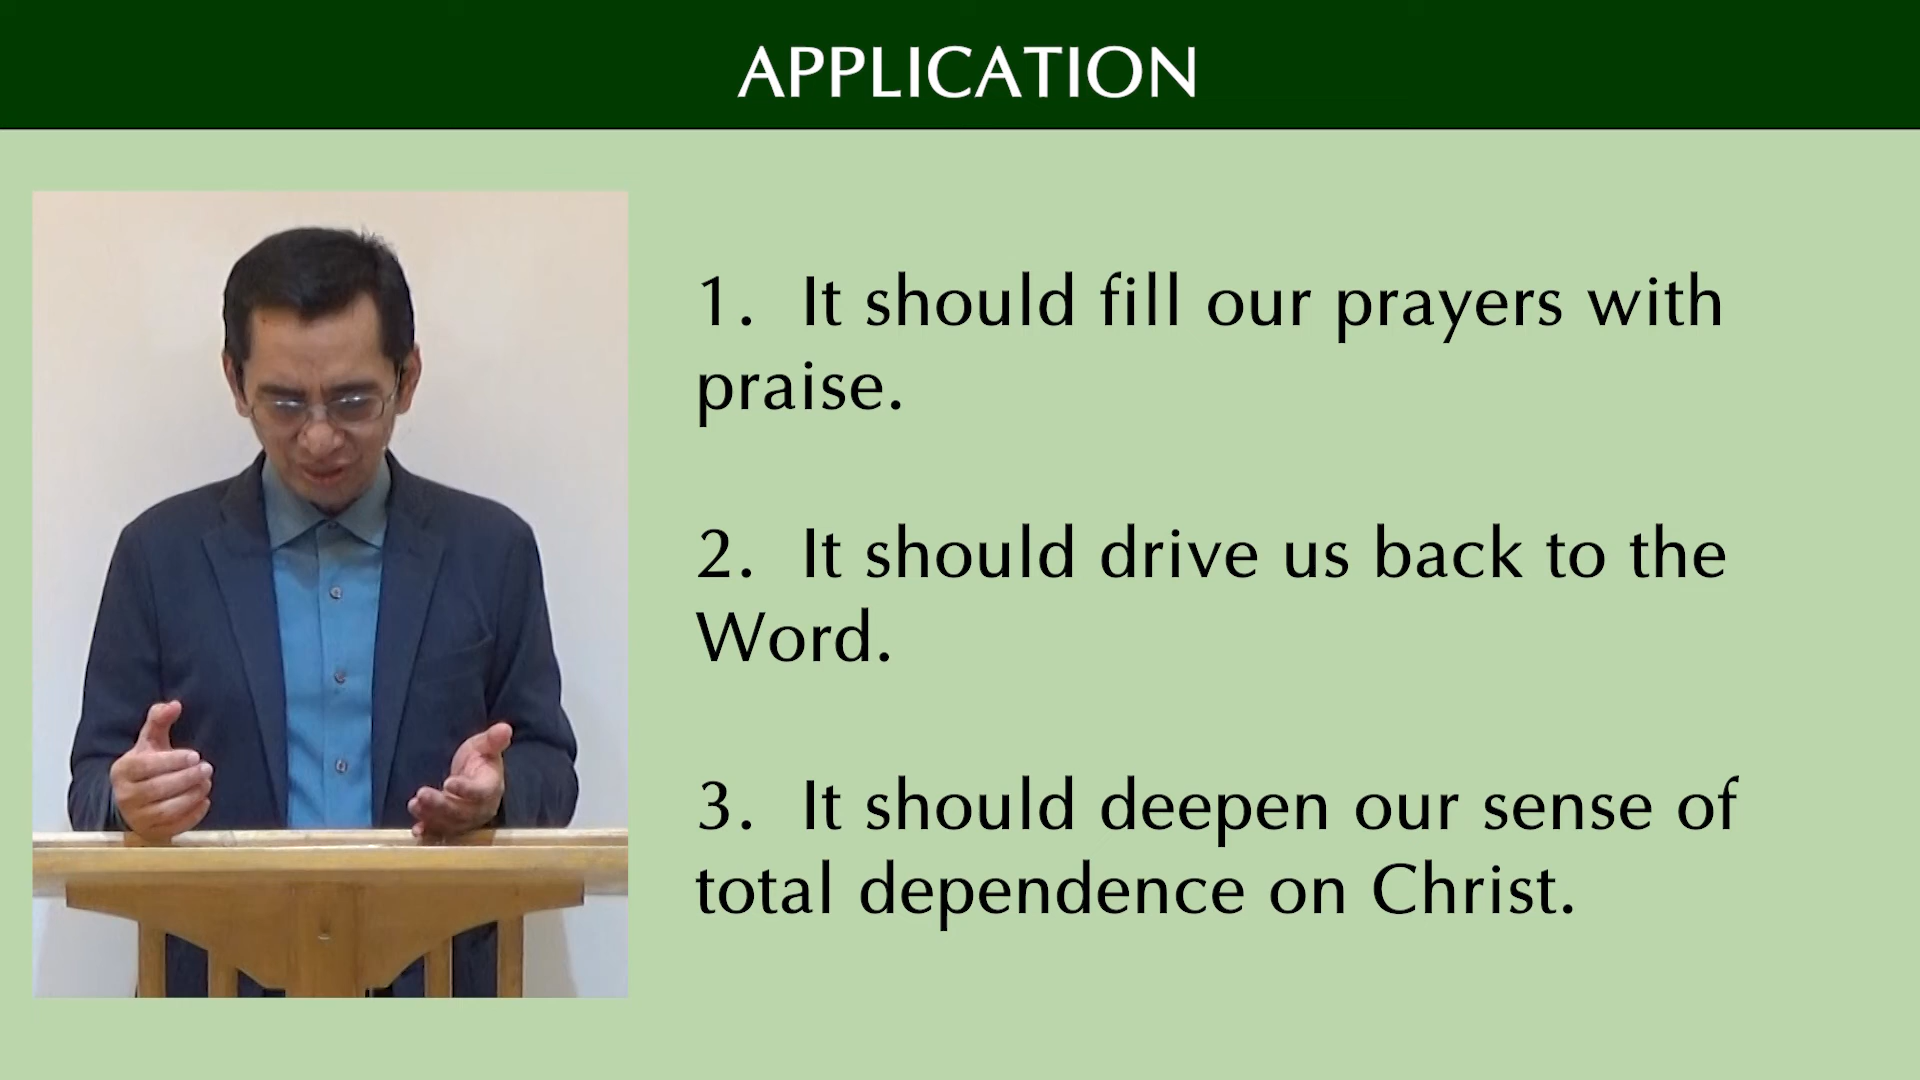 APPLICATION
1. It should fill our prayers with
praise.
2. It should drive us back to the
Word.
3. It should deepen our sense of
total dependence on Christ.